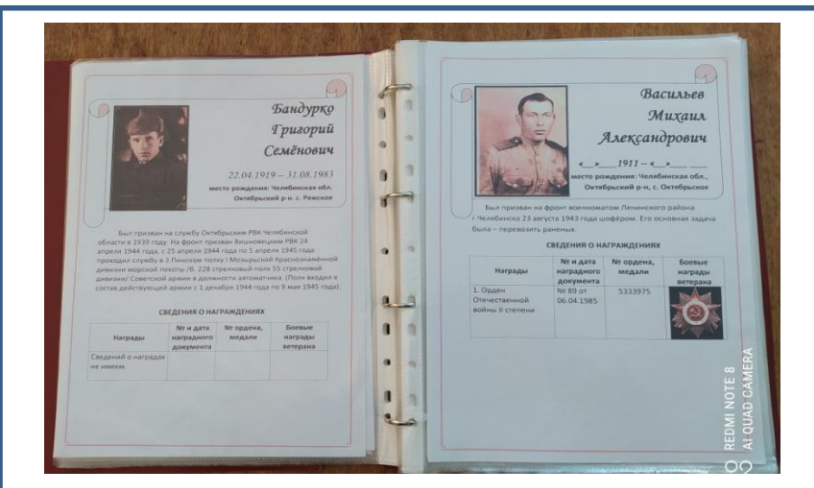 Бандурко
Григорий
Семёнович
22.04.1919 – 31.08.1983
место рождения: Челябинская обл.
Октябрьский р-н. с. Ряжское
Был призван на службу Октябрьским РВК Челябинской
области в 1939 году. На фронт призван Вишновецким РВК 24
апреля 1944 года, с 25 апреля 1944 года по 5 апреля 1945 года
проходил службу в 3 Пинском полку I Мозырьской Краснознамённой
дивизии морской пехоты /б. 228 стрелковый полк 55 стрелковой
дивизии/ Советской армии в должности автоматчика. (Полк входил в
состав действующей армии с 1 декабря 1944 года по 9 мая 1945 года).
СВЕДЕНИЯ О НАГРАЖДЕНИЯХ
Награды
№ и дата
наградного
документа
№ ордена,
медали
Боевые
награды
ветерана
Сведений о наградах
не имеем.
Васильев
Михаил
Александрович
«__»____1911 – «__»____ ____
место рождения: Челябинская обл.,
Октябрьский р-н, с. Октябрьское
Был призван на фронт военкоматом Ленинского района
г.Челябинска 23 августа 1943 года шофёром. Его основная задача
была – перевозить раненых.
СВЕДЕНИЯ О НАГРАЖДЕНИЯХ
Награды
№ и дата
наградного
документа
№ ордена,
медали
Боевые
награды
ветерана
1. Орден
Отечественной
войны II степени
№ 89 от
06.04.1985
5333975
REDMI NOTE 8
AI QUAD CAMERA